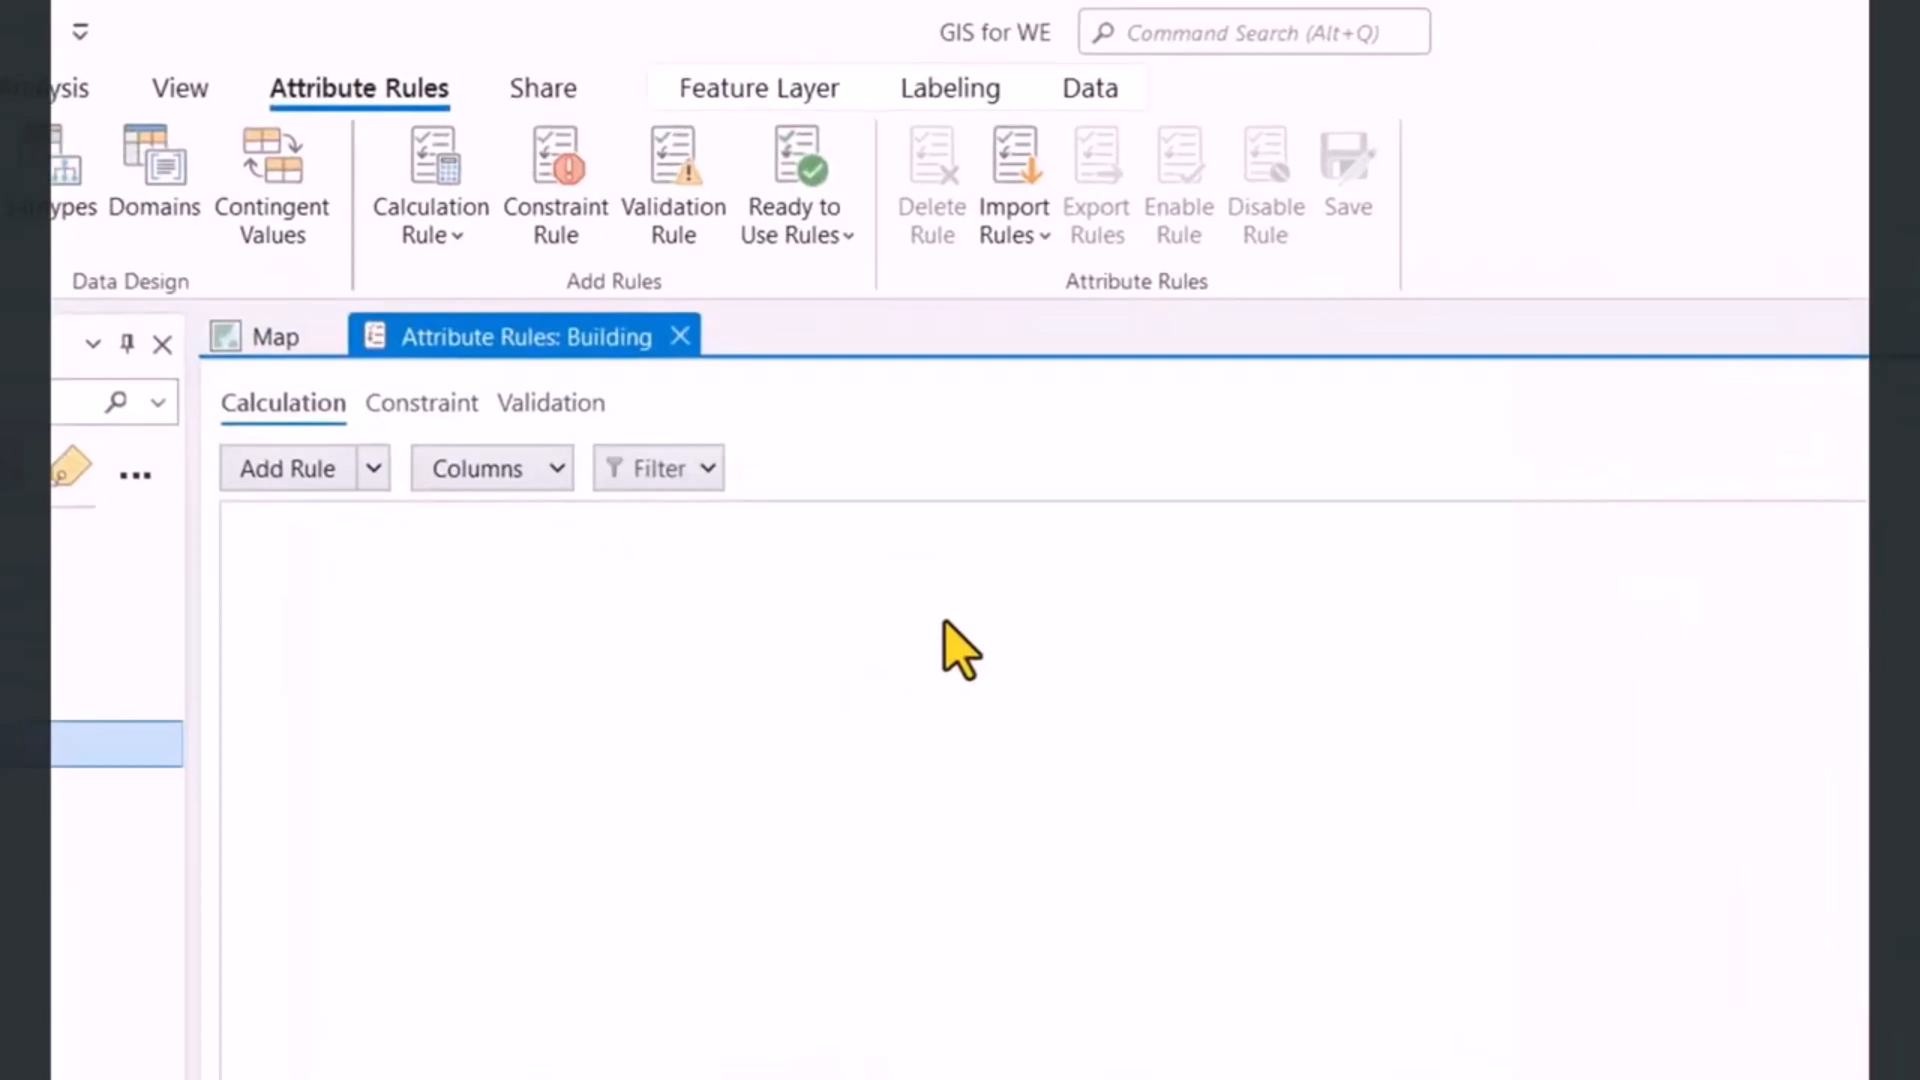 GIS for WE Command Search (Alt+Q)
View Attribute Rules Share Feature Layer Labeling Data
Domains Contingent Values Calculation Rule Constraint Rule Validation Rule Ready to Use Rules Delete Rule Import Rules Export Rules Enable Rule Disable Rule Save
Data Design Add Rules Attribute Rules
Map Attribute Rules: Building
Calculation Constraint Validation
Add Rule Columns Filter